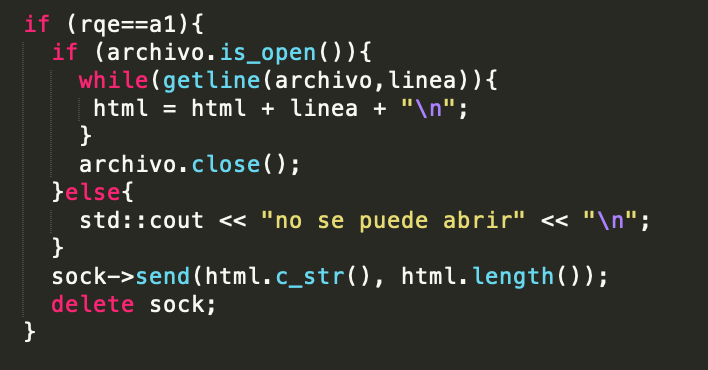 if (rqe==a1){
  if (archivo.is_open()){
    while(getline(archivo,linea)){
     html = html + linea + "\n";
    }
    archivo.close();
  }else{
    std::cout << "no se puede abrir" << "\n";
  }
  sock->send(html.c_str(), html.length());
  delete sock;
}